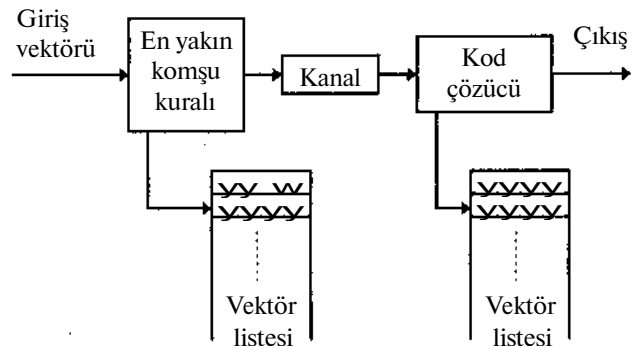 Giriş
vektörü
En yakın
komşu
kuralı
Kanal
Kod
çözücü
Çıkış
Vektör
listesi
Vektör
listesi